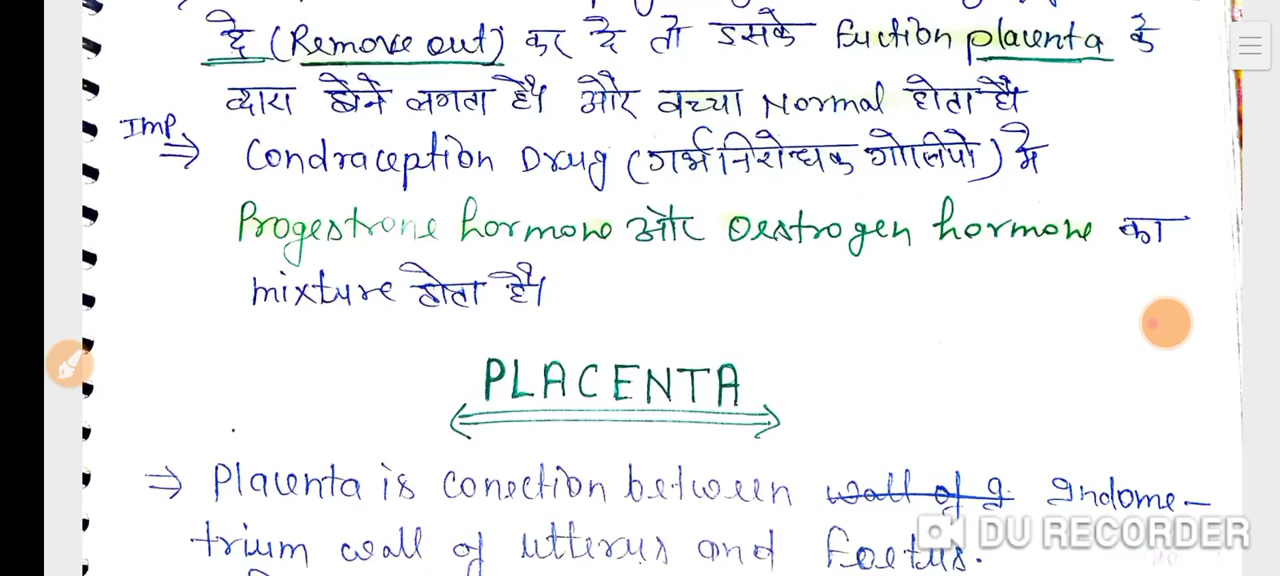 दे (Remove out) कर दे तो इसके fuction placenta के
व्दारा होने लगता है। और बच्चा Normal होता है।
Imp.
⇒ Condraception Drug (गर्भनिरोन्धक गोलियो) मे
Progestrone hormone और Oestrogen hormone का
mixture होता है।
PLACENTA
⇒ Placenta is conection between wall of g. Indome-
trium wall of utterus and foetus.
DU RECORDER